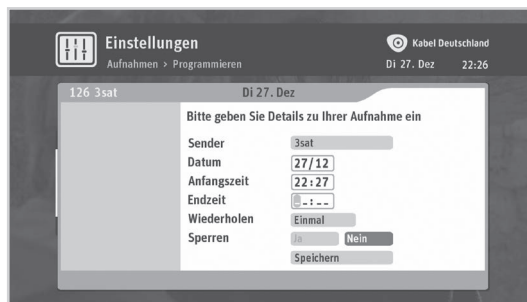 Einstellungen
Kabel Deutschland
Aufnahmen > Programmieren
Di 27. Dez 22:26
126 3sat Di 27. Dez
Bitte geben Sie Details zu Ihrer Aufnahme ein
Sender 3sat
Datum 27/12
Anfangszeit 22:27
Endzeit _-:--
Wiederholen Einmal
Sperren Ja Nein
Speichern